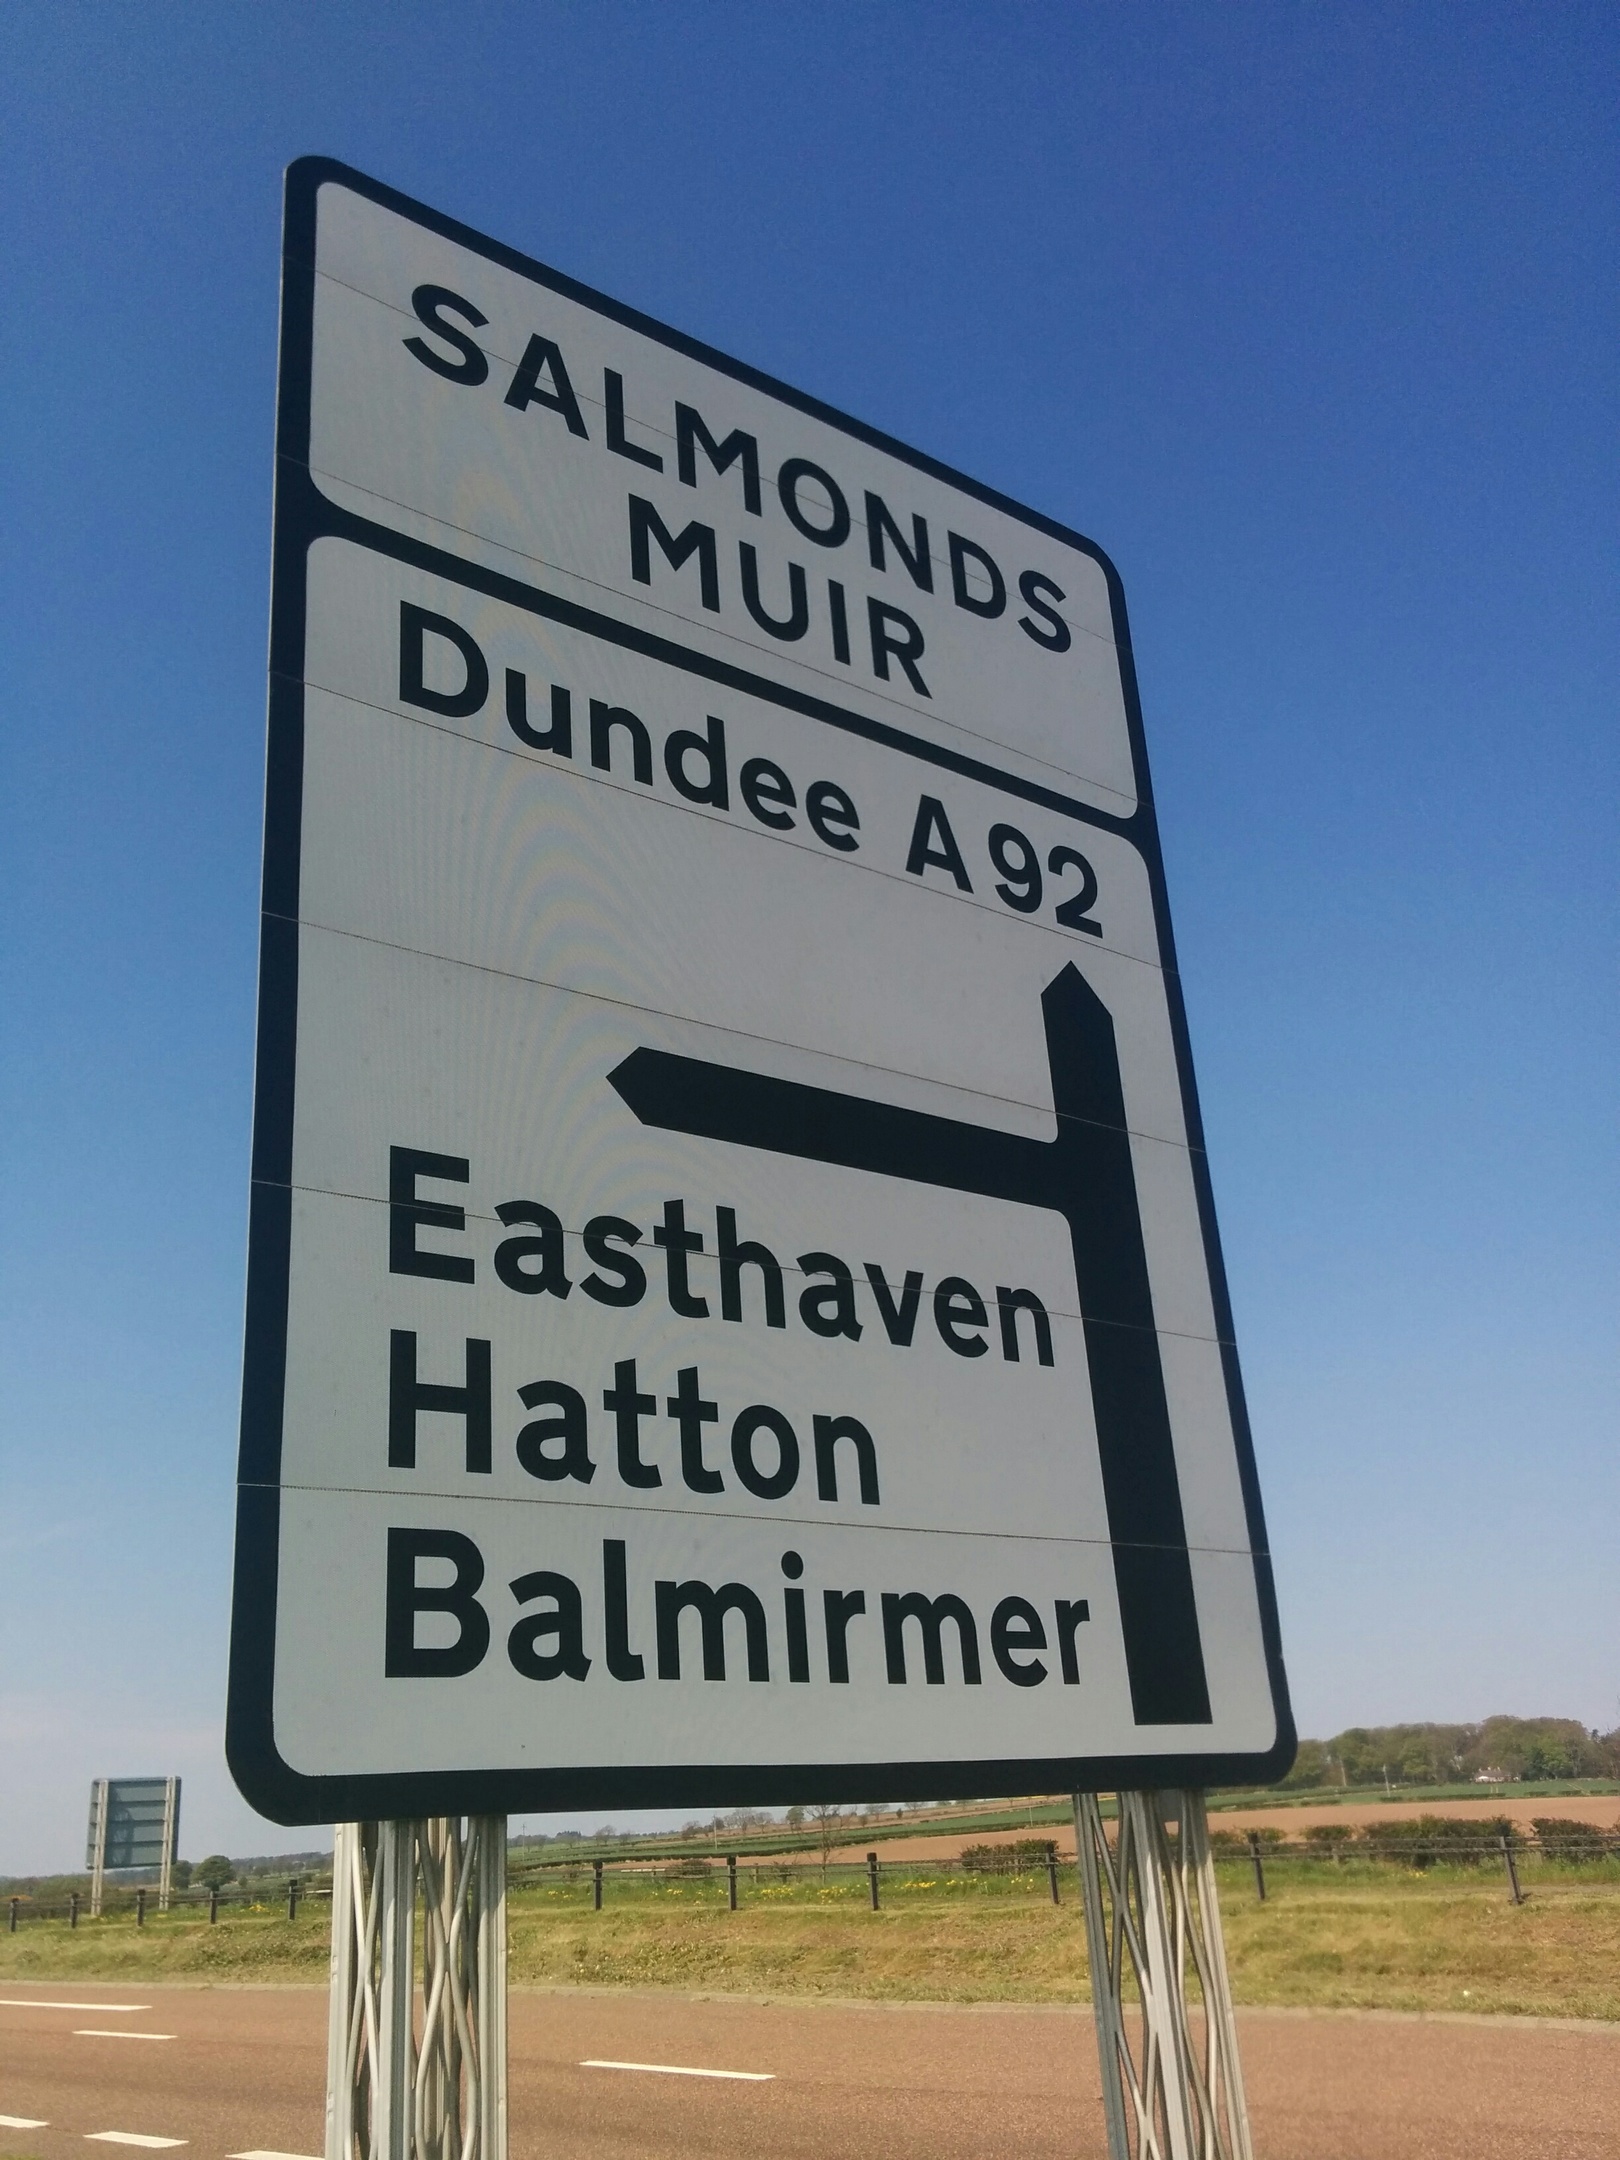 SALMONDS
MUIR
Dundee A92
Easthaven
Hatton
Balmirmer